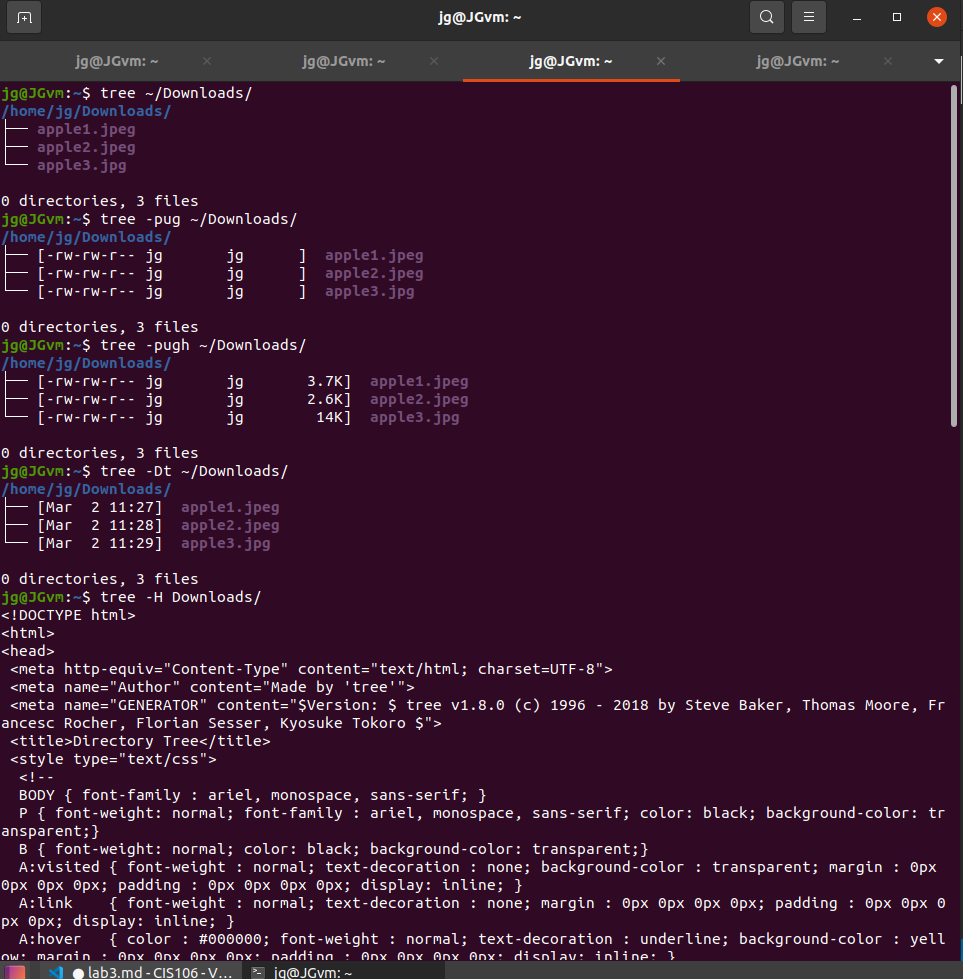 jg@JGvm: ~
jg@JGvm: ~ × jg@JGvm: ~ × jg@JGvm: ~ × jg@JGvm: ~ ×
jg@JGvm:~$ tree ~/Downloads/
/home/jg/Downloads/
├── apple1.jpeg
├── apple2.jpeg
└── apple3.jpg

0 directories, 3 files
jg@JGvm:~$ tree -pug ~/Downloads/
/home/jg/Downloads/
├── [-rw-rw-r-- jg       jg      ]  apple1.jpeg
├── [-rw-rw-r-- jg       jg      ]  apple2.jpeg
└── [-rw-rw-r-- jg       jg      ]  apple3.jpg

0 directories, 3 files
jg@JGvm:~$ tree -pugh ~/Downloads/
/home/jg/Downloads/
├── [-rw-rw-r-- jg       jg       3.7K]  apple1.jpeg
├── [-rw-rw-r-- jg       jg       2.6K]  apple2.jpeg
└── [-rw-rw-r-- jg       jg        14K]  apple3.jpg

0 directories, 3 files
jg@JGvm:~$ tree -Dt ~/Downloads/
/home/jg/Downloads/
├── [Mar  2 11:27]  apple1.jpeg
├── [Mar  2 11:28]  apple2.jpeg
└── [Mar  2 11:29]  apple3.jpg

0 directories, 3 files
jg@JGvm:~$ tree -H Downloads/
<!DOCTYPE html>
<html>
<head>
 <meta http-equiv="Content-Type" content="text/html; charset=UTF-8">
 <meta name="Author" content="Made by 'tree'">
 <meta name="GENERATOR" content="$Version: $ tree v1.8.0 (c) 1996 - 2018 by Steve Baker, Thomas Moore, Fr
ancesc Rocher, Florian Sesser, Kyosuke Tokoro $">
 <title>Directory Tree</title>
 <style type="text/css">
  <!--
  BODY { font-family : ariel, monospace, sans-serif; }
  P { font-weight: normal; font-family : ariel, monospace, sans-serif; color: black; background-color: tr
ansparent;}
  B { font-weight: normal; color: black; background-color: transparent;}
  A:visited { font-weight : normal; text-decoration : none; background-color : transparent; margin : 0px
0px 0px 0px; padding : 0px 0px 0px 0px; display: inline; }
  A:link    { font-weight : normal; text-decoration : none; margin : 0px 0px 0px 0px; padding : 0px 0px 0
px 0px; display: inline; }
  A:hover   { color : #000000; font-weight : normal; text-decoration : underline; background-color : yell
ow; margin : 0px 0px 0px 0px; padding : 0px 0px 0px 0px; display: inline; }
lab3.md - CIS106 - V... jg@JGvm: ~